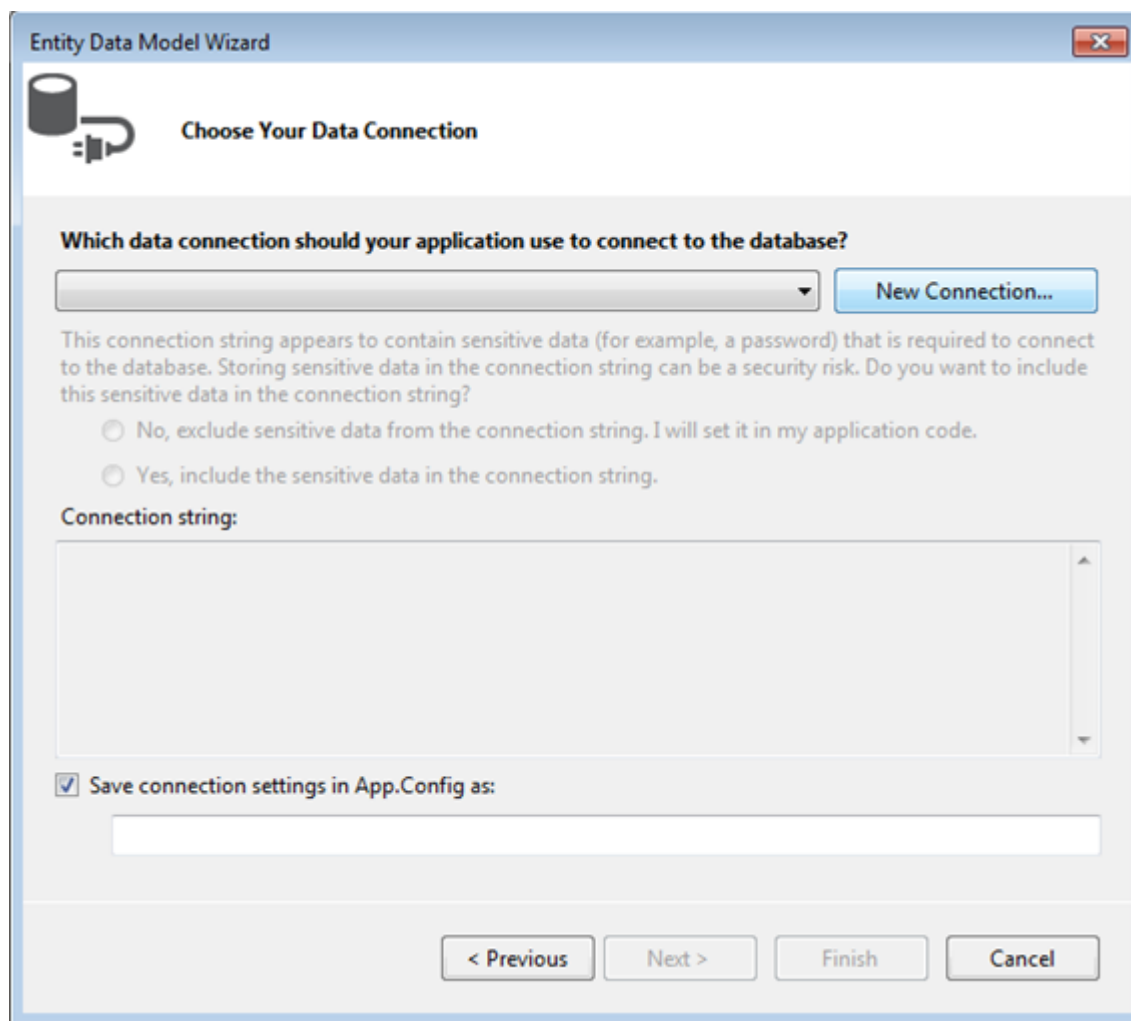 Entity Data Model Wizard
Choose Your Data Connection
Which data connection should your application use to connect to the database?
New Connection...
This connection string appears to contain sensitive data (for example, a password) that is required to connect
to the database. Storing sensitive data in the connection string can be a security risk. Do you want to include
this sensitive data in the connection string?
No, exclude sensitive data from the connection string. I will set it in my application code.
Yes, include the sensitive data in the connection string.
Connection string:
Save connection settings in App.Config as:
< Previous
Next >
Finish
Cancel